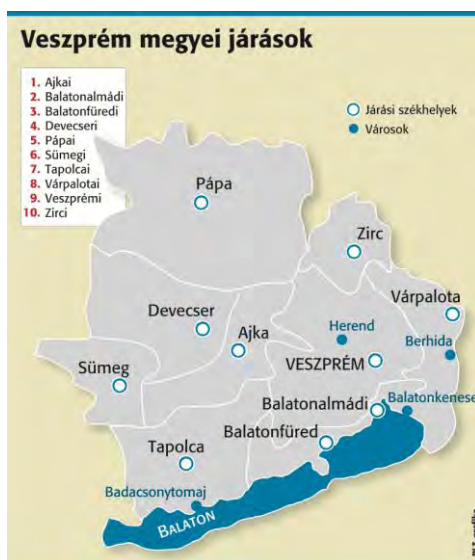 Veszprém megyei járások
1. Ajkai
2. Balatonalmádi
3. Balatonfüredi
4. Devecseri
5. Pápai
6. Sümegi
7. Tapolcai
8. Várpalotai
9. Veszprémi
10. Zirci
Járási székhelyek
Városok
Pápa
Zirc
Várpalota
Devecser
Ajka
Herend
Berhida
Sümeg
VESZPRÉM
Balatonalmádi
Balatonkenese
Balatonfüred
Tapolca
Badacsonytomaj
BALATON